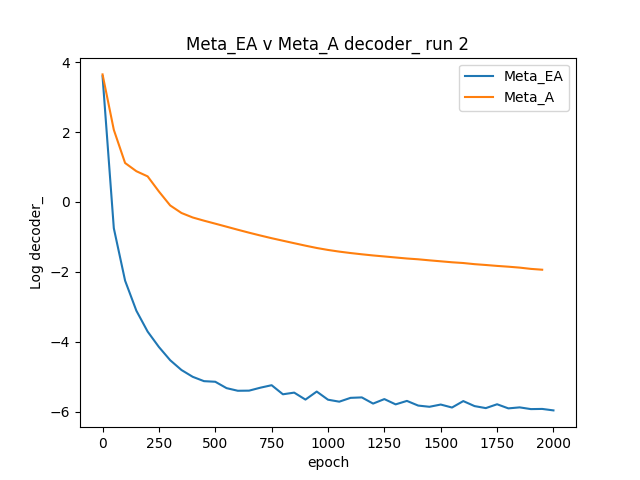 Meta_EA v Meta_A decoder_ run 2
Meta_EA
Meta_A
Log decoder_
4
2
0
−2
−4
−6
0 250 500 750 1000 1250 1500 1750 2000
epoch